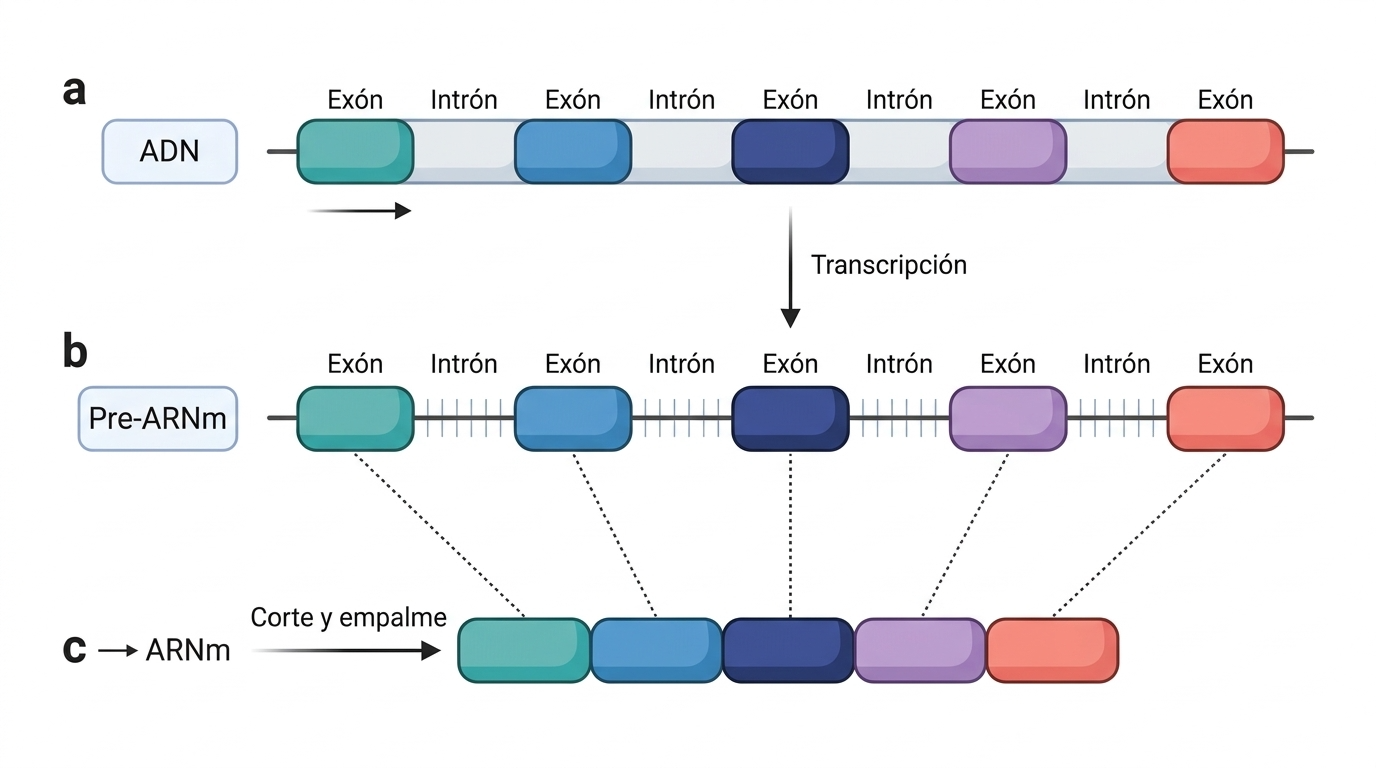 a
Exón Intrón Exón Intrón Exón Intrón Exón Intrón Exón
ADN
Transcripción
b
Exón Intrón Exón Intrón Exón Intrón Exón Intrón Exón
Pre-ARNm
Corte y empalme
c ARNm